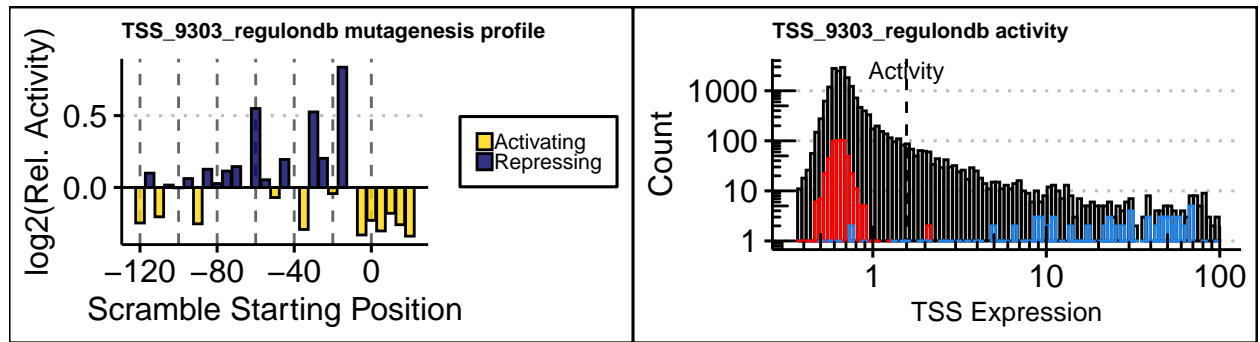 TSS_9303_regulondb mutagenesis profile
log2(Rel. Activity)
0.5
0.0
−120
−80
−40
0
Scramble Starting Position
Activating
Repressing
TSS_9303_regulondb activity
Activity
Count
1000
100
10
1
1
10
100
TSS Expression